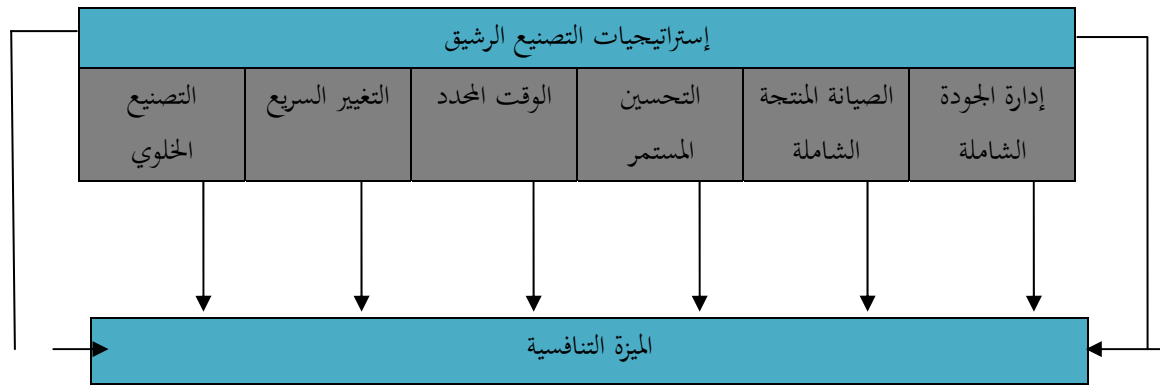 إستراتيجيات التصنيع الرشيق
إدارة الجودة
الشاملة
الصيانة المنتجة
الشاملة
التحسين
المستمر
الوقت المحدد
التغيير السريع
التصنيع
الخلوي
الميزة التنافسية